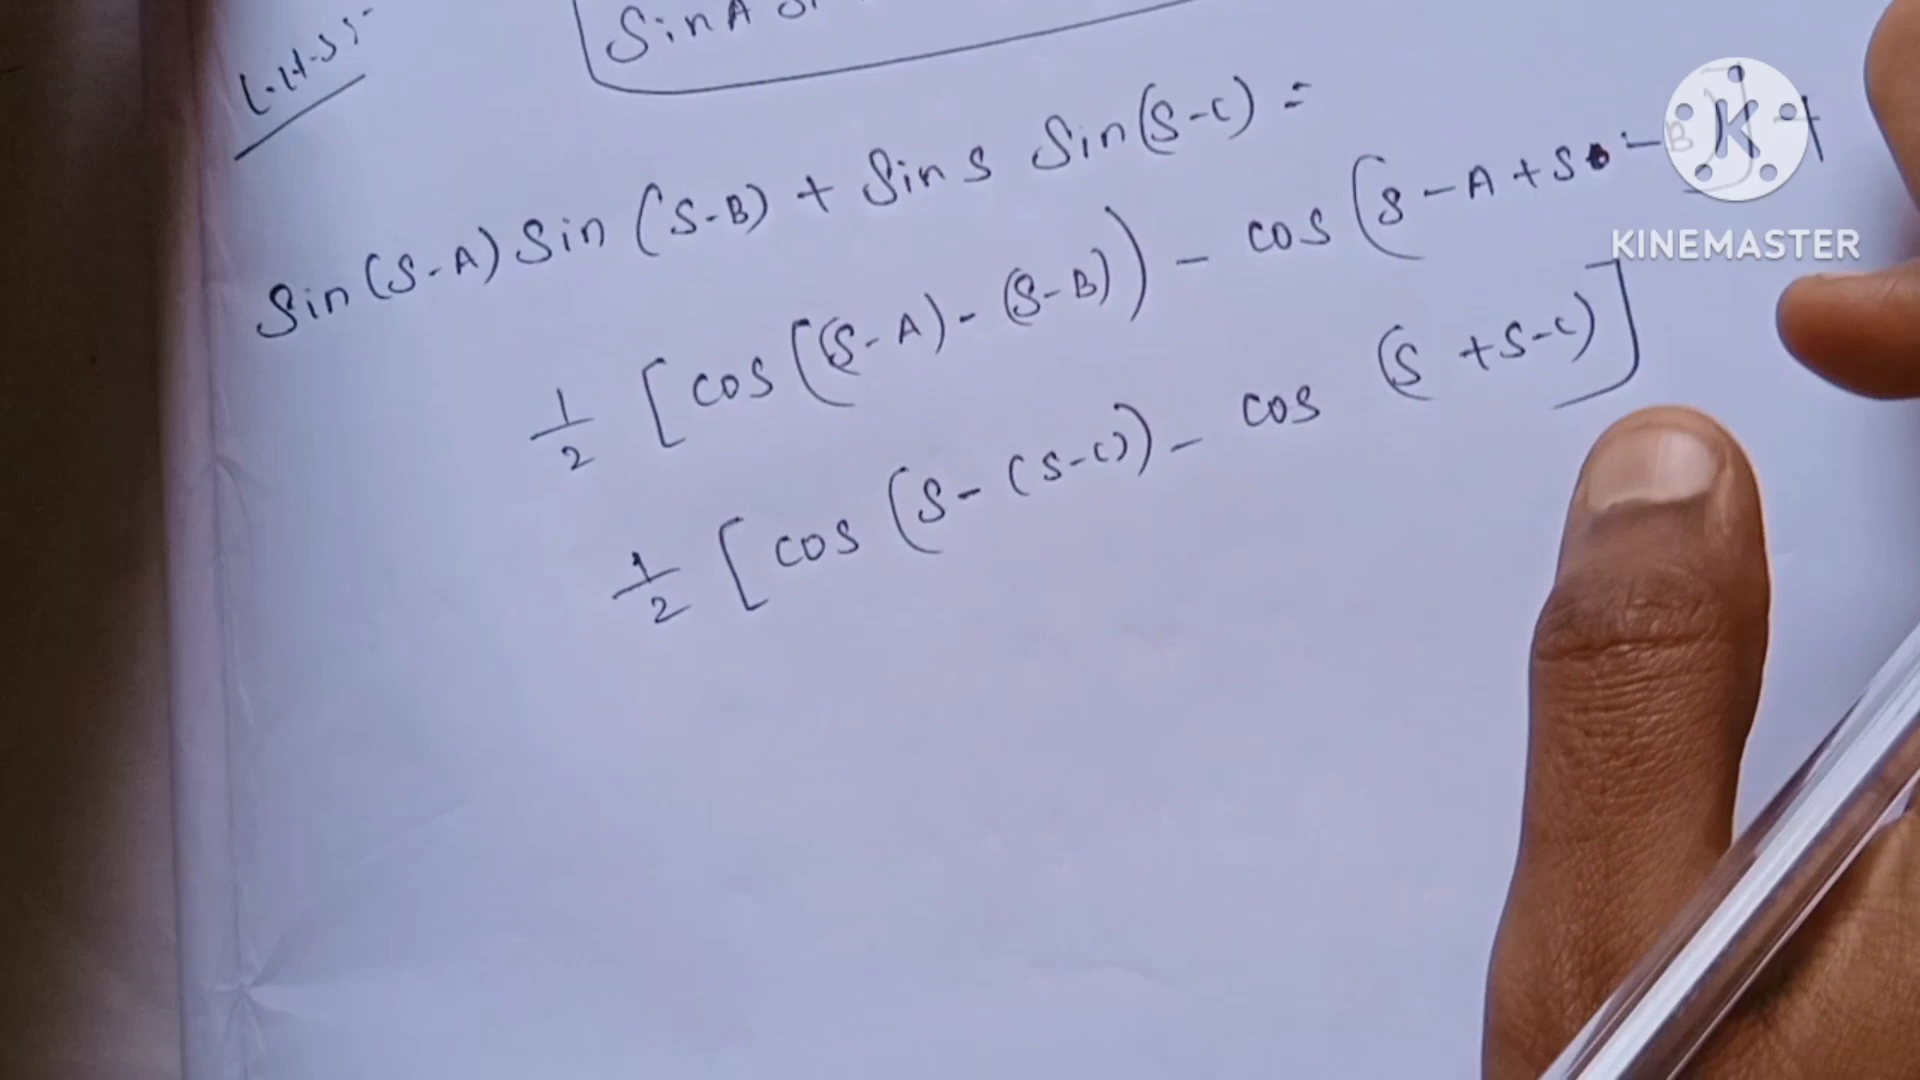 L.H.S:-
Sin A
Sin(S-A) Sin (S-B) + Sin S Sin(S-C) =
1/2 [cos((S-A)-(S-B)) - cos(S-A+S-B)] +
1/2 [cos(S-(S-C)) - cos (S+S-C)]
KINEMASTER